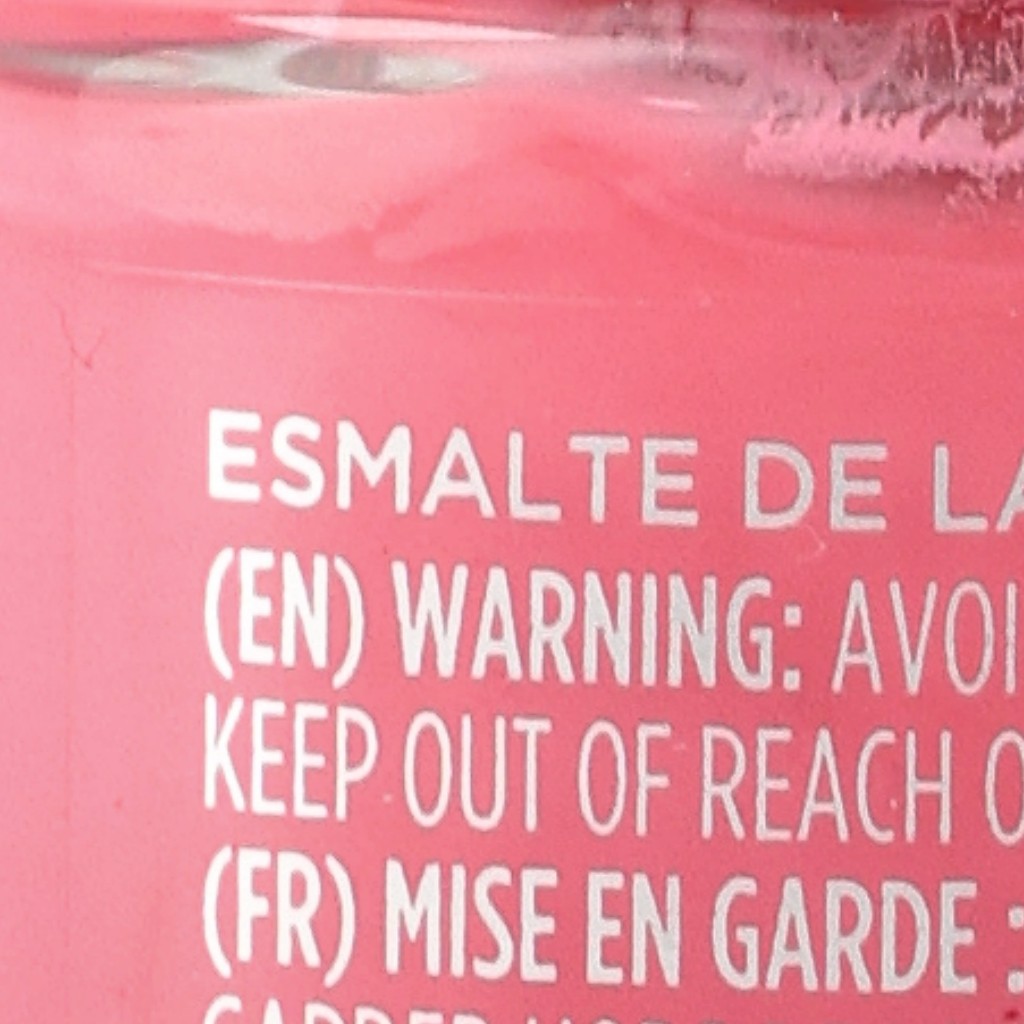 ESMALTE DE LA
(EN) WARNING: AVOI
KEEP OUT OF REACH O
(FR) MISE EN GARDE :